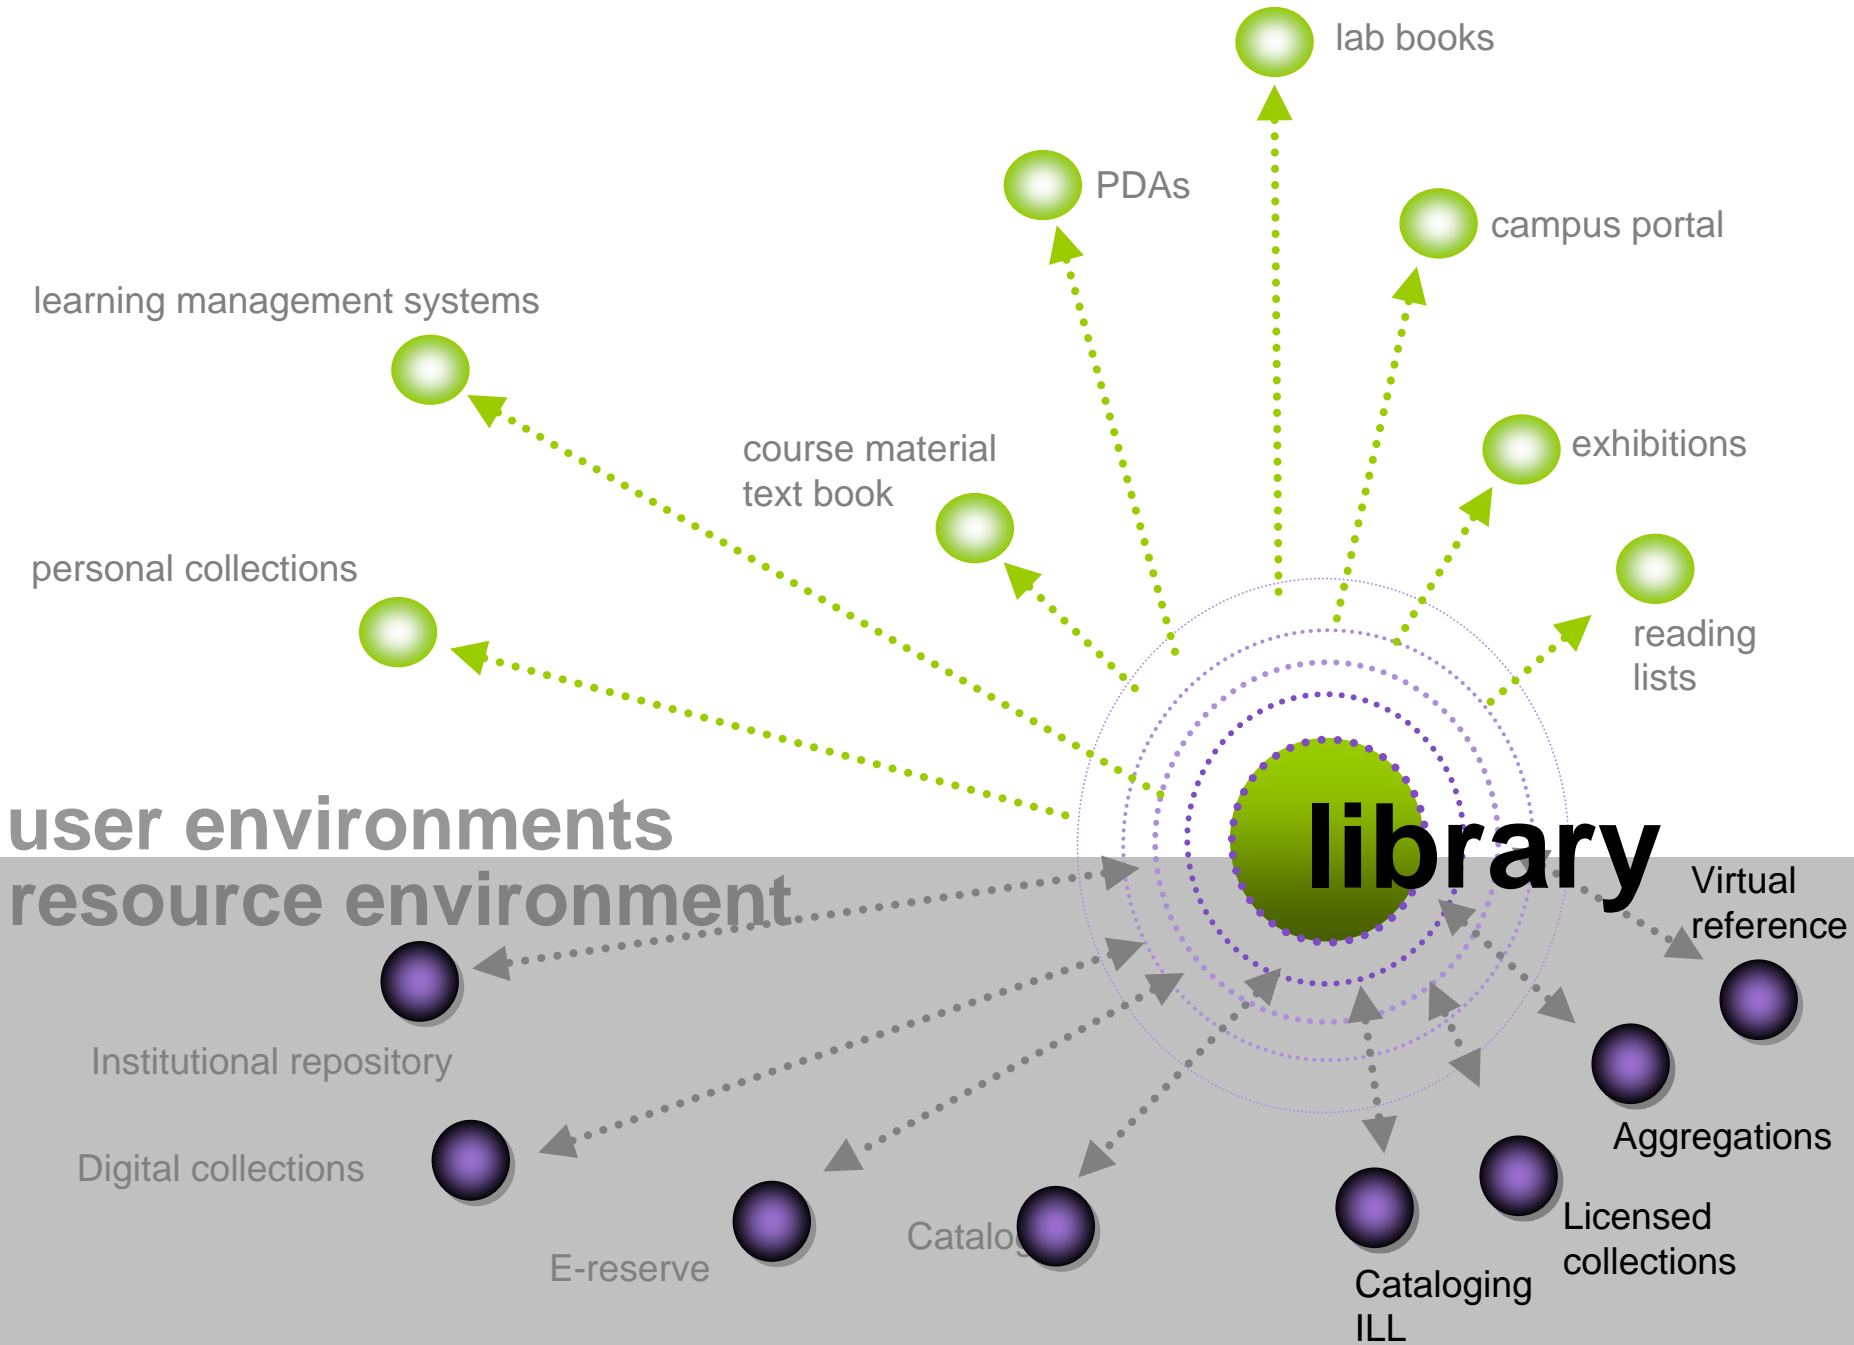 lab books
PDAs
campus portal
learning management systems
course material
text book
exhibitions
personal collections
reading
lists
user environments
library
resource environment
Virtual
reference
Institutional repository
Aggregations
Digital collections
Licensed
collections
E-reserve
Catalog
Cataloging
ILL